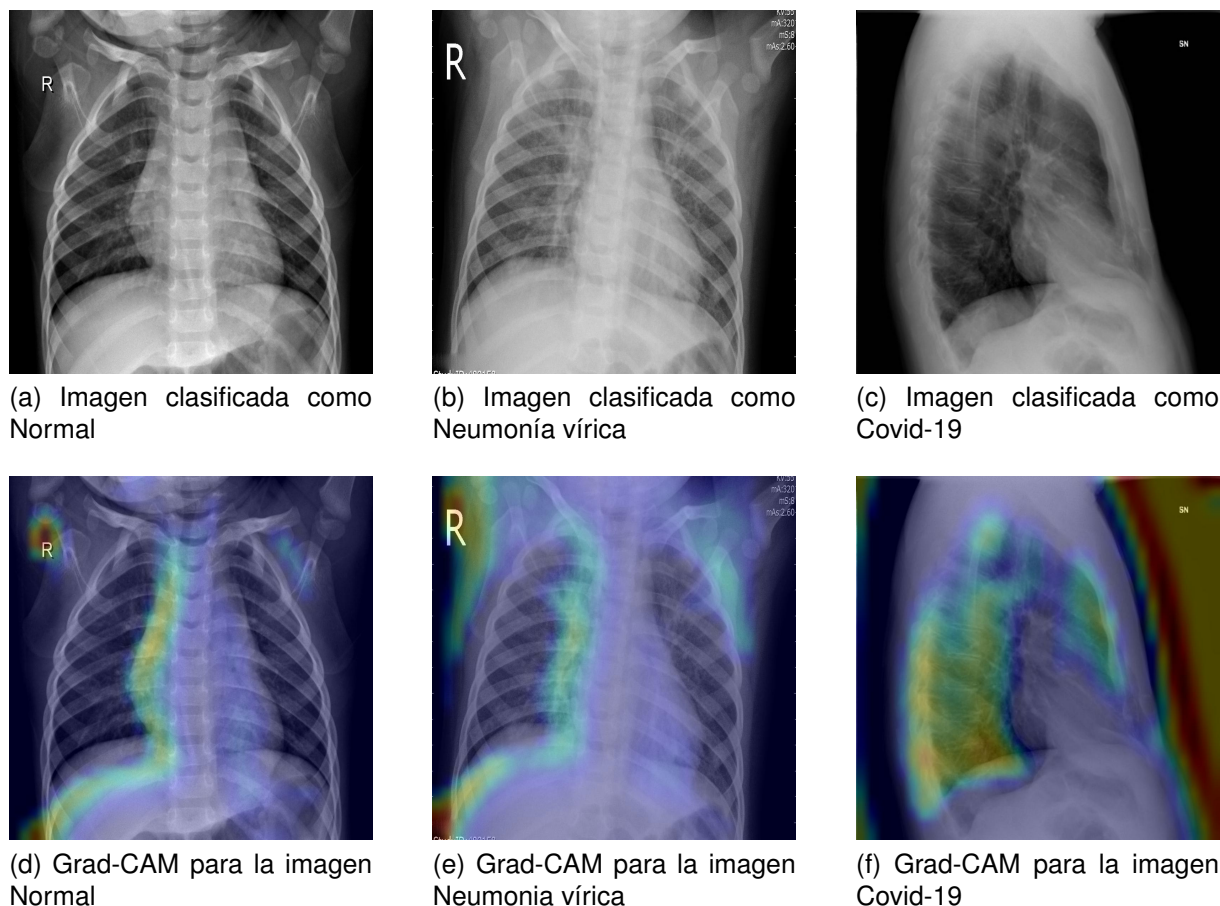 R
R
kV:55
mA:320
mS:8
mAs:2.60
SN
(a) Imagen clasificada como
Normal
(b) Imagen clasificada como
Neumonía vírica
(c) Imagen clasificada como
Covid-19
R
R
mA:320
mS:8
mAs:2.60
SN
(d) Grad-CAM para la imagen
Normal
(e) Grad-CAM para la imagen
Neumonia vírica
(f) Grad-CAM para la imagen
Covid-19